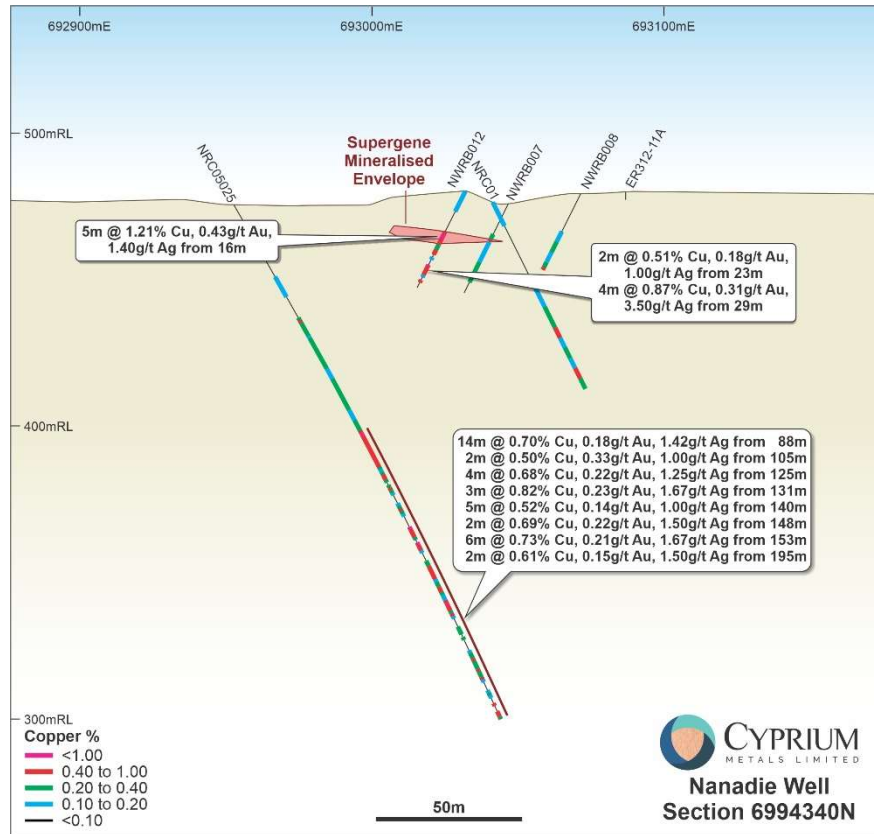 692900mE
693000mE
693100mE
500mRL
400mRL
300mRL
NRC05025
Supergene
Mineralised
Envelope
NWRB012
NRC01
NWRB007
NWRB008
ER312-11A
5m @ 1.21% Cu, 0.43g/t Au,
1.40g/t Ag from 16m
2m @ 0.51% Cu, 0.18g/t Au,
1.00g/t Ag from 23m
4m @ 0.87% Cu, 0.31g/t Au,
3.50g/t Ag from 29m
14m @ 0.70% Cu, 0.18g/t Au, 1.42g/t Ag from 88m
2m @ 0.50% Cu, 0.33g/t Au, 1.00g/t Ag from 105m
4m @ 0.68% Cu, 0.22g/t Au, 1.25g/t Ag from 125m
3m @ 0.82% Cu, 0.23g/t Au, 1.67g/t Ag from 131m
5m @ 0.52% Cu, 0.14g/t Au, 1.00g/t Ag from 140m
2m @ 0.69% Cu, 0.22g/t Au, 1.50g/t Ag from 148m
6m @ 0.73% Cu, 0.21g/t Au, 1.67g/t Ag from 153m
2m @ 0.61% Cu, 0.15g/t Au, 1.50g/t Ag from 195m
Copper %
<1.00
0.40 to 1.00
0.20 to 0.40
0.10 to 0.20
<0.10
50m
CYPRIUM
METALS LIMITED
Nanadie Well
Section 6994340N